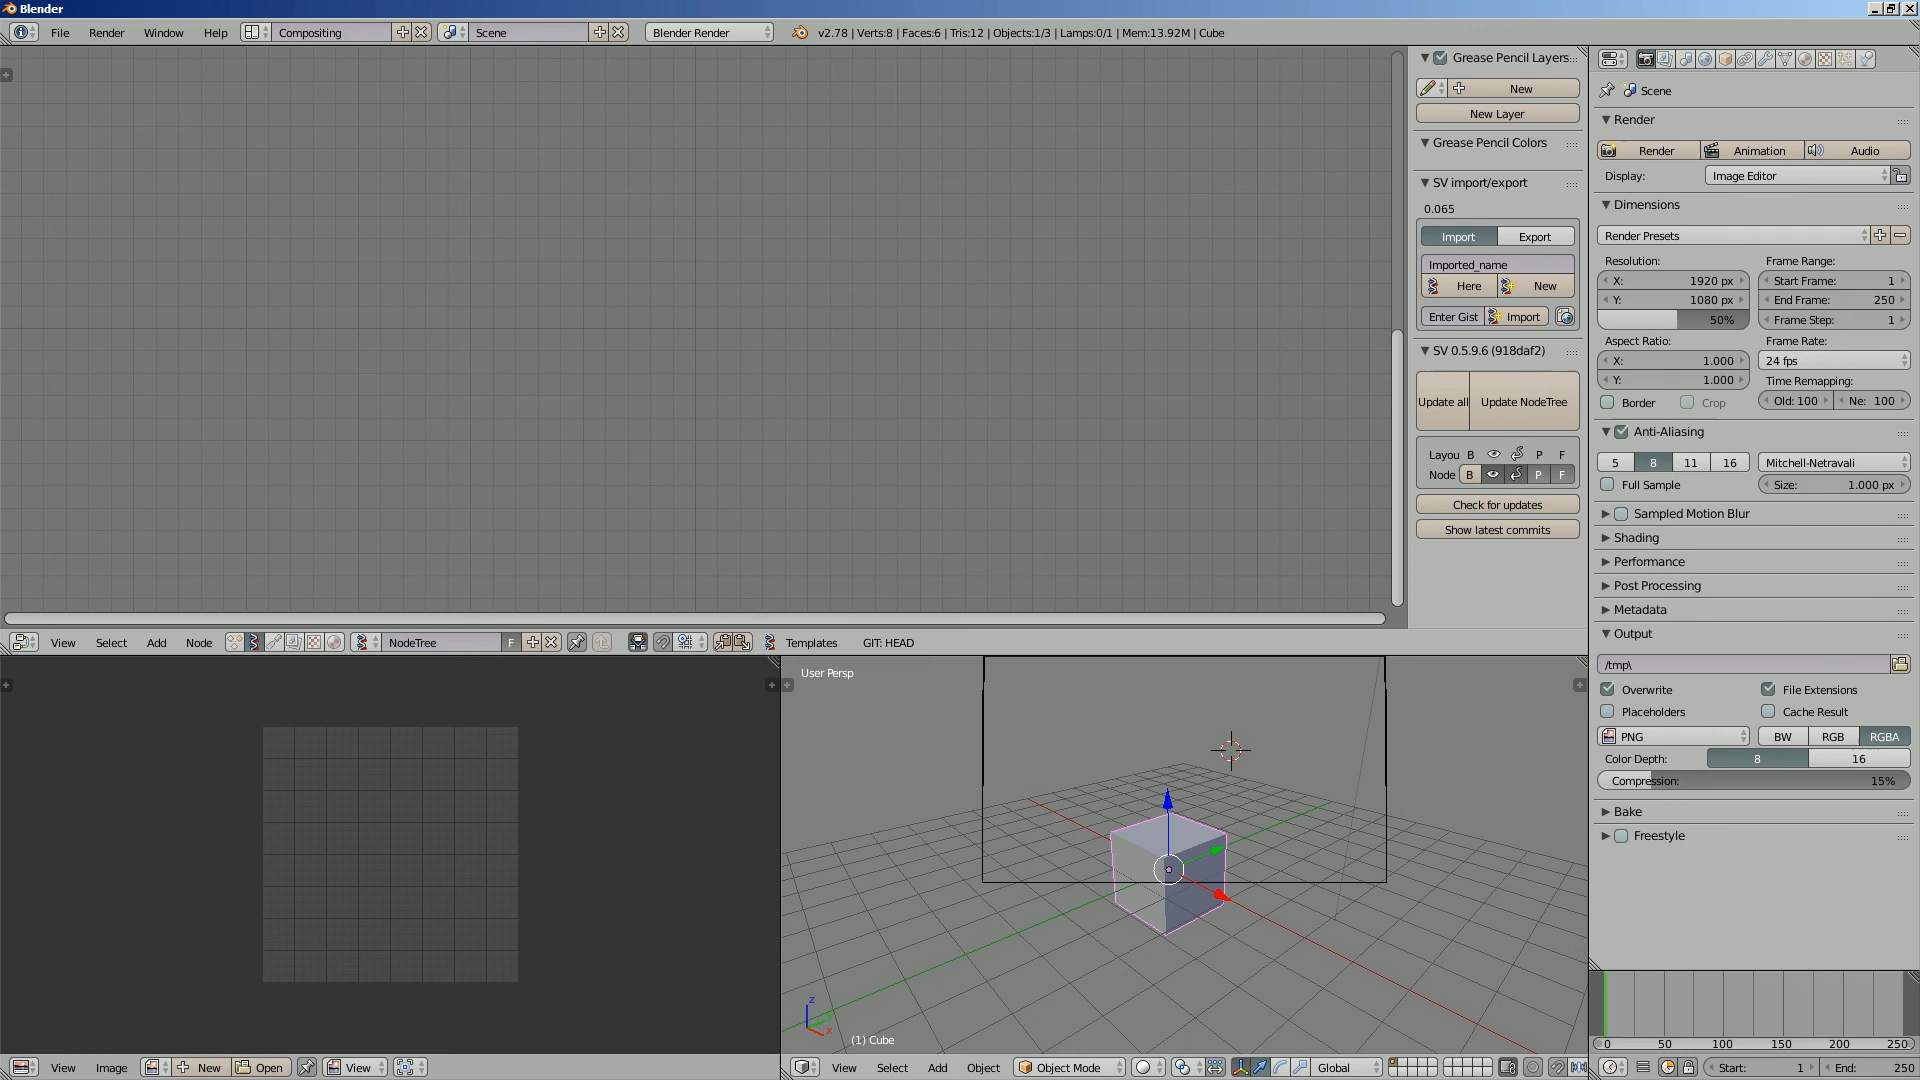 Blender
File Render Window Help Compositing Scene Blender Render v2.78 | Verts:8 | Faces:6 | Tris:12 | Objects:1/3 | Lamps:0/1 | Mem:13.92M | Cube
Grease Pencil Layers
New
New Layer
Grease Pencil Colors
SV import/export
0.065
Import Export
Imported_name
Here New
Enter Gist Import
SV 0.5.9.6 (918daf2)
Update all Update NodeTree
Layou B P F
Node B P F
Check for updates
Show latest commits
Scene
Render
Render Animation Audio
Display: Image Editor
Dimensions
Render Presets
Resolution: Frame Range:
X: 1920 px Start Frame: 1
Y: 1080 px End Frame: 250
50% Frame Step: 1
Aspect Ratio: Frame Rate:
X: 1.000 24 fps
Y: 1.000 Time Remapping:
Border Crop Old: 100 Ne: 100
Anti-Aliasing
5 8 11 16 Mitchell-Netravali
Full Sample Size: 1.000 px
Sampled Motion Blur
Shading
Performance
Post Processing
Metadata
Output
/tmp\
Overwrite File Extensions
Placeholders Cache Result
PNG BW RGB RGBA
Color Depth: 8 16
Compression: 15%
Bake
Freestyle
View Select Add Node NodeTree F Templates GIT: HEAD
User Persp
z
y
x
(1) Cube
0 50 100 150 200 250
View Image New Open View
View Select Add Object Object Mode Global
Start: 1 End: 250